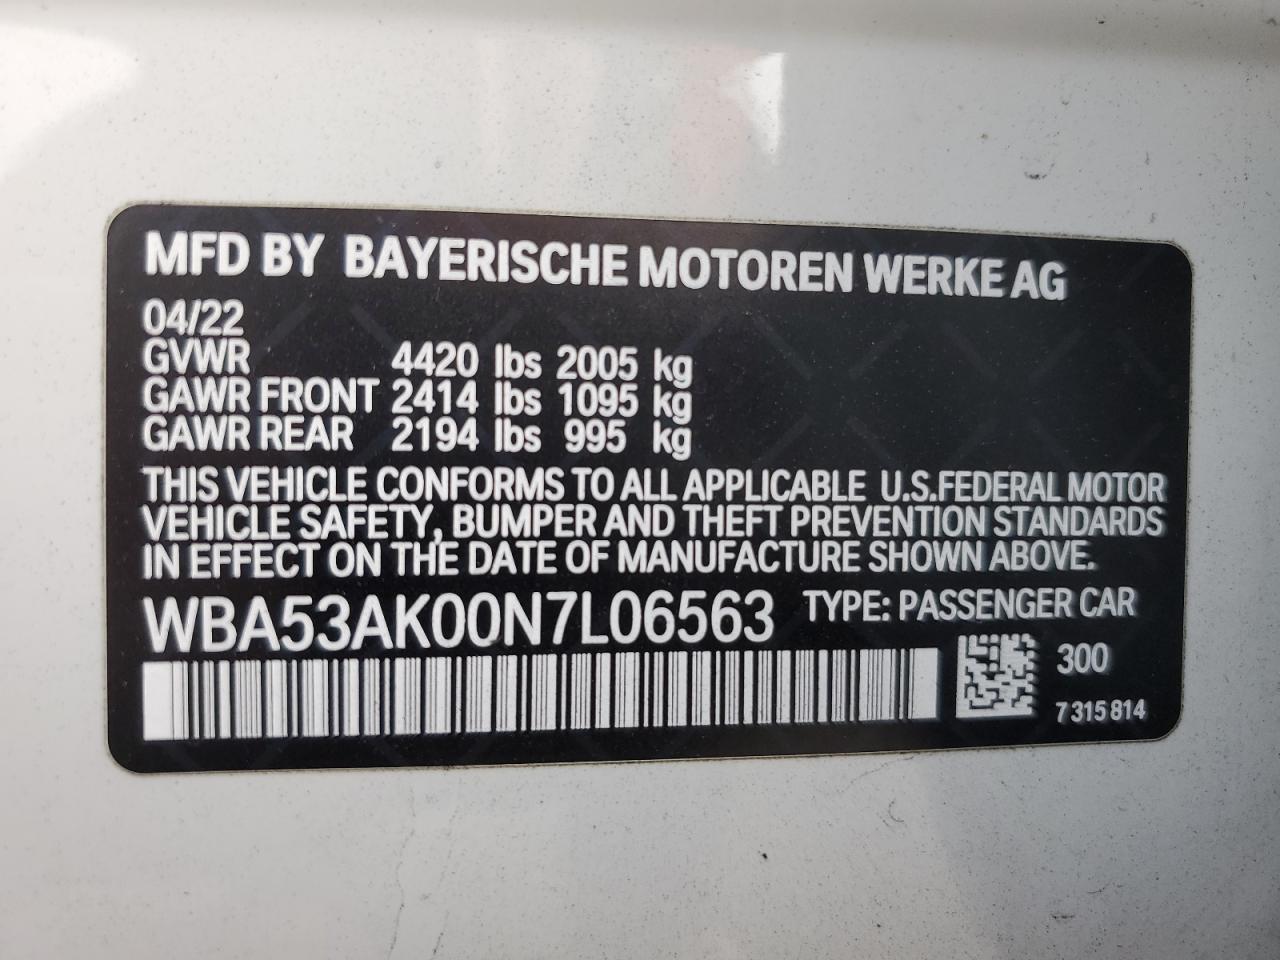 MFD BY BAYERISCHE MOTOREN WERKE AG
04/22
GVWR 4420 lbs 2005 kg
GAWR FRONT 2414 lbs 1095 kg
GAWR REAR 2194 lbs 995 kg
THIS VEHICLE CONFORMS TO ALL APPLICABLE U.S.FEDERAL MOTOR
VEHICLE SAFETY, BUMPER AND THEFT PREVENTION STANDARDS
IN EFFECT ON THE DATE OF MANUFACTURE SHOWN ABOVE.
WBA53AK00N7L06563 TYPE: PASSENGER CAR
300
7 315 814